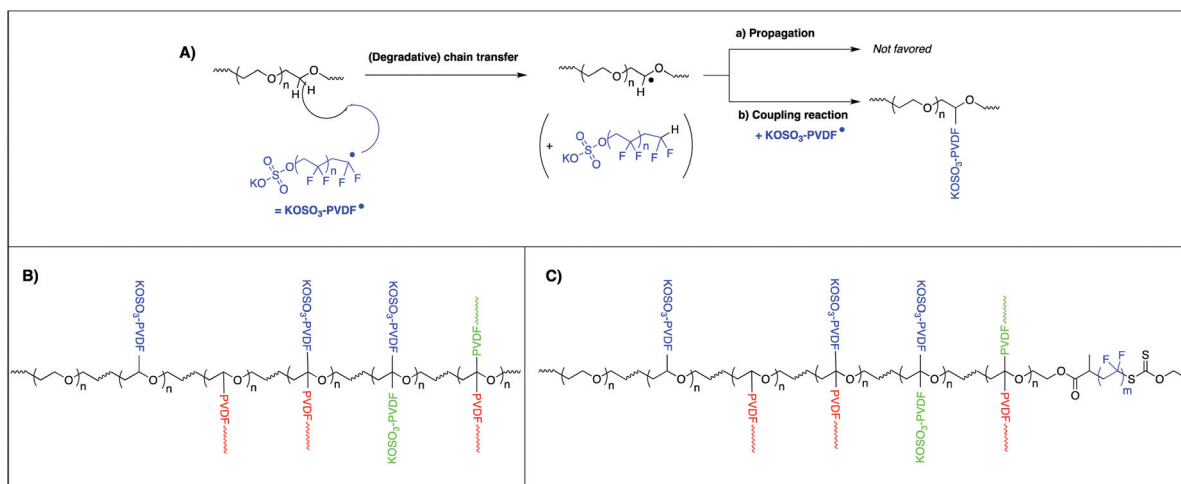 A)
(Degradative) chain transfer
a) Propagation
Not favored
b) Coupling reaction
+ KOSO₃-PVDF•
O
n
O
H H
O
n
O
H
•
O
n
O
KOSO₃-PVDF
KO
S
O
O
O
n
F F F F
•
= KOSO₃-PVDF•
+
KO
S
O
O
O
n
F F F F
H
B)
KOSO₃-PVDF
KOSO₃-PVDF
KOSO₃-PVDF
PVDF
O
n
O
n
O
n
O
n
O
n
O
n
PVDF
PVDF
KOSO₃-PVDF
PVDF
C)
KOSO₃-PVDF
KOSO₃-PVDF
KOSO₃-PVDF
PVDF
O
n
O
n
O
n
O
n
O
n
O
n
O
O
F F
m
S
S
O
PVDF
PVDF
KOSO₃-PVDF
PVDF